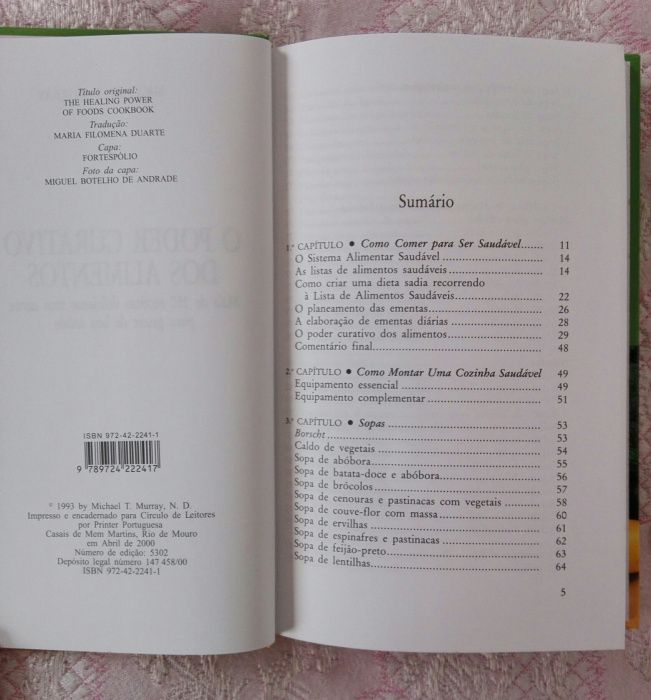 Título original:
THE HEALING POWER
OF FOODS COOKBOOK
Tradução:
MARIA FILOMENA DUARTE
Capa:
FORTESPÓLIO
Foto da capa:
MIGUEL BOTELHO DE ANDRADE
O PODER CURATIVO
DOS ALIMENTOS
ISBN 972-42-2241-1
9 789724 222417
© 1993 by Michael T. Murray, N. D.
Impresso e encadernado para Círculo de Leitores
por Printer Portuguesa
Casais de Mem Martins, Rio de Mouro
em Abril de 2000
Número de edição: 5302
Depósito legal número 147 458/00
ISBN 972-42-2241-1
Sumário
1.º CAPÍTULO • Como Comer para Ser Saudável....... 11
O Sistema Alimentar Saudável ........................ 14
As listas de alimentos saudáveis....................... 14
Como criar uma dieta sadia recorrendo
à Lista de Alimentos Saudáveis..................... 22
O planeamento das ementas............................ 26
A elaboração de ementas diárias ...................... 28
O poder curativo dos alimentos....................... 29
Comentário final........................................ 48
2.º CAPÍTULO • Como Montar Uma Cozinha Saudável 49
Equipamento essencial .................................. 49
Equipamento complementar ........................... 51
3.º CAPÍTULO • Sopas .................................... 53
Borscht.................................................. 53
Caldo de vegetais ....................................... 54
Sopa de abóbora........................................ 55
Sopa de batata-doce e abóbora........................ 56
Sopa de brócolos....................................... 57
Sopa de cenouras e pastinacas com vegetais ........ 58
Sopa de couve-flor com massa........................ 60
Sopa de ervilhas ........................................ 61
Sopa de espinafres e pastinacas....................... 62
Sopa de feijão-preto.................................... 63
Sopa de lentilhas........................................ 64
5